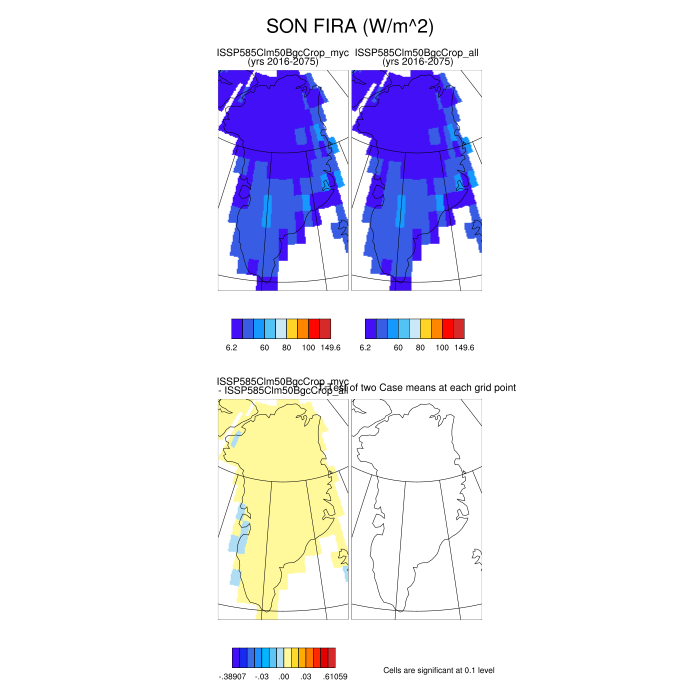 SON FIRA (W/m^2)
ISSP585Clm50BgcCrop_myc ISSP585Clm50BgcCrop_all
(yrs 2016-2075) (yrs 2016-2075)
6.2 60 80 100 149.6 6.2 60 80 100 149.6
ISSP585Clm50BgcCrop_myc
- ISSP585Clm50BgcCrop_all
T-Test of two Case means at each grid point
-.38907 -.03 .00 .03 .61059
Cells are significant at 0.1 level